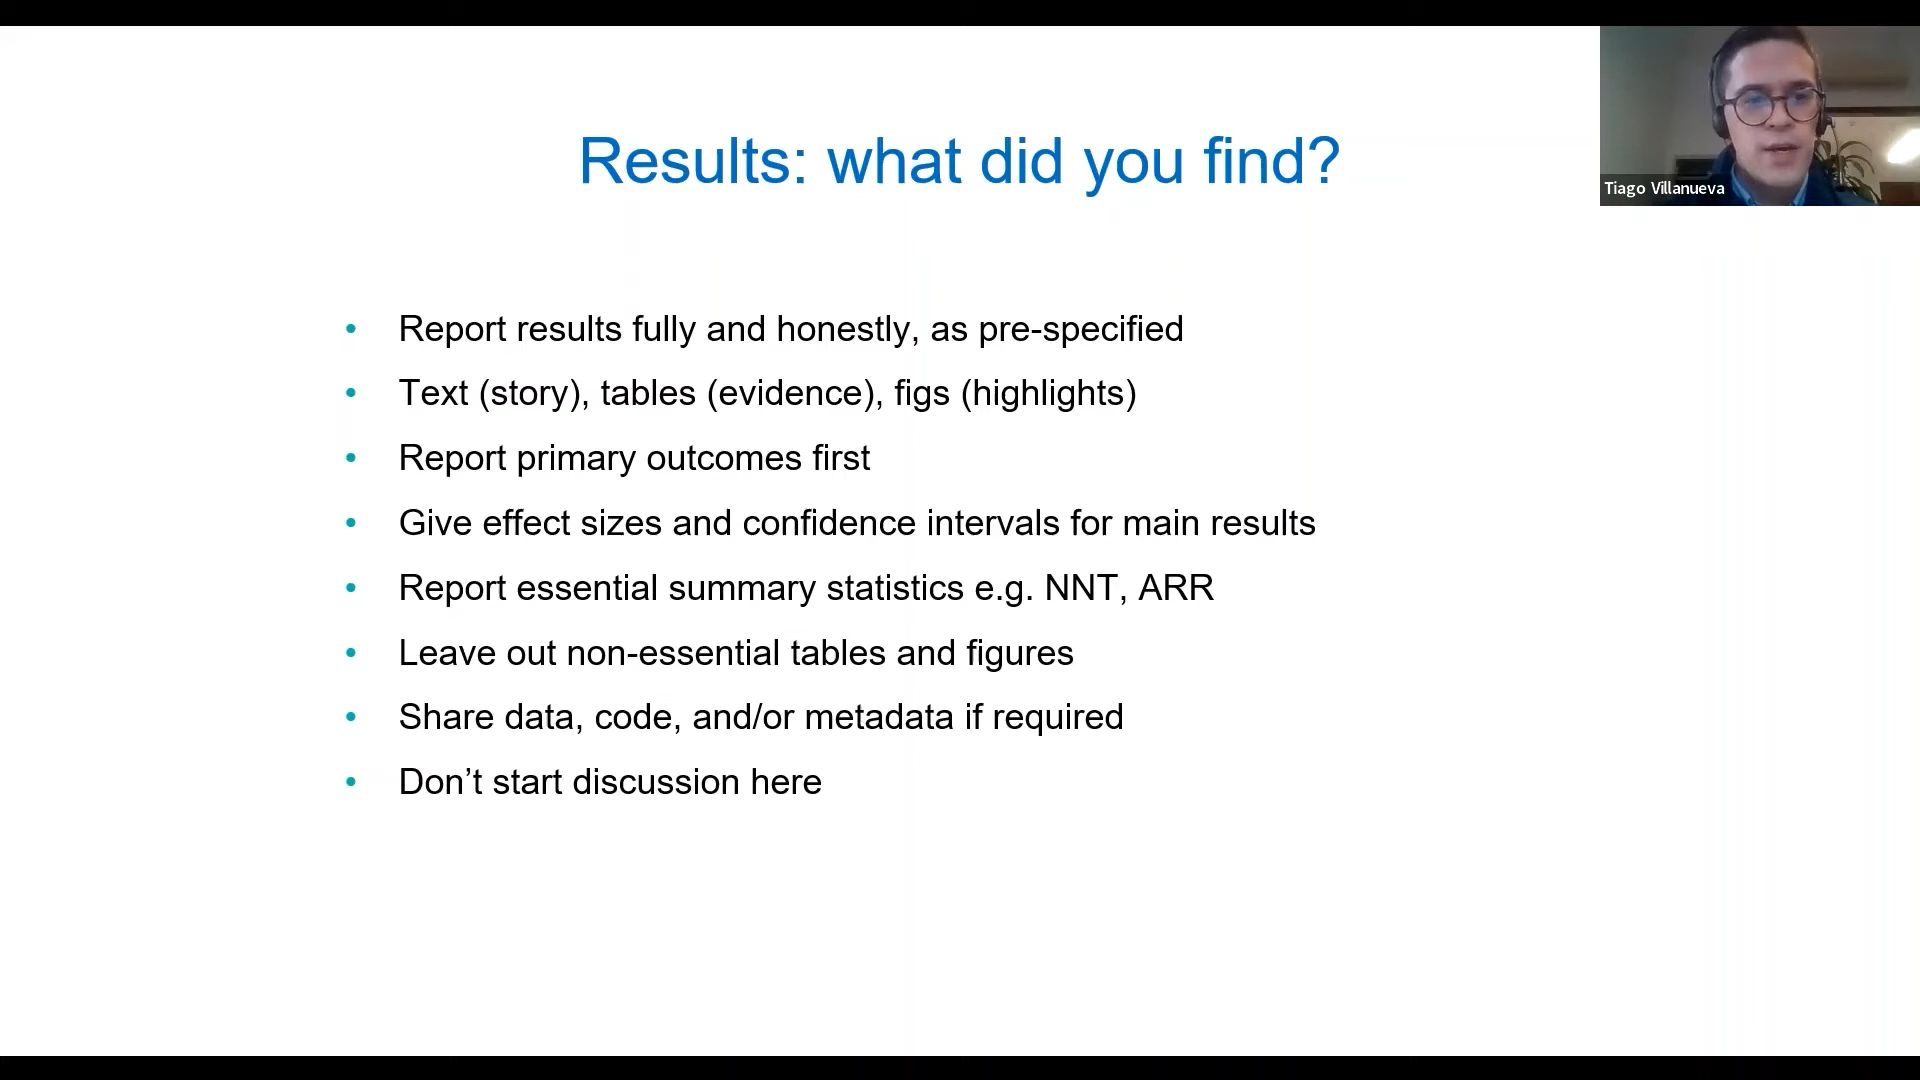 Results: what did you find?
Tiago Villanueva
• Report results fully and honestly, as pre-specified
• Text (story), tables (evidence), figs (highlights)
• Report primary outcomes first
• Give effect sizes and confidence intervals for main results
• Report essential summary statistics e.g. NNT, ARR
• Leave out non-essential tables and figures
• Share data, code, and/or metadata if required
• Don’t start discussion here